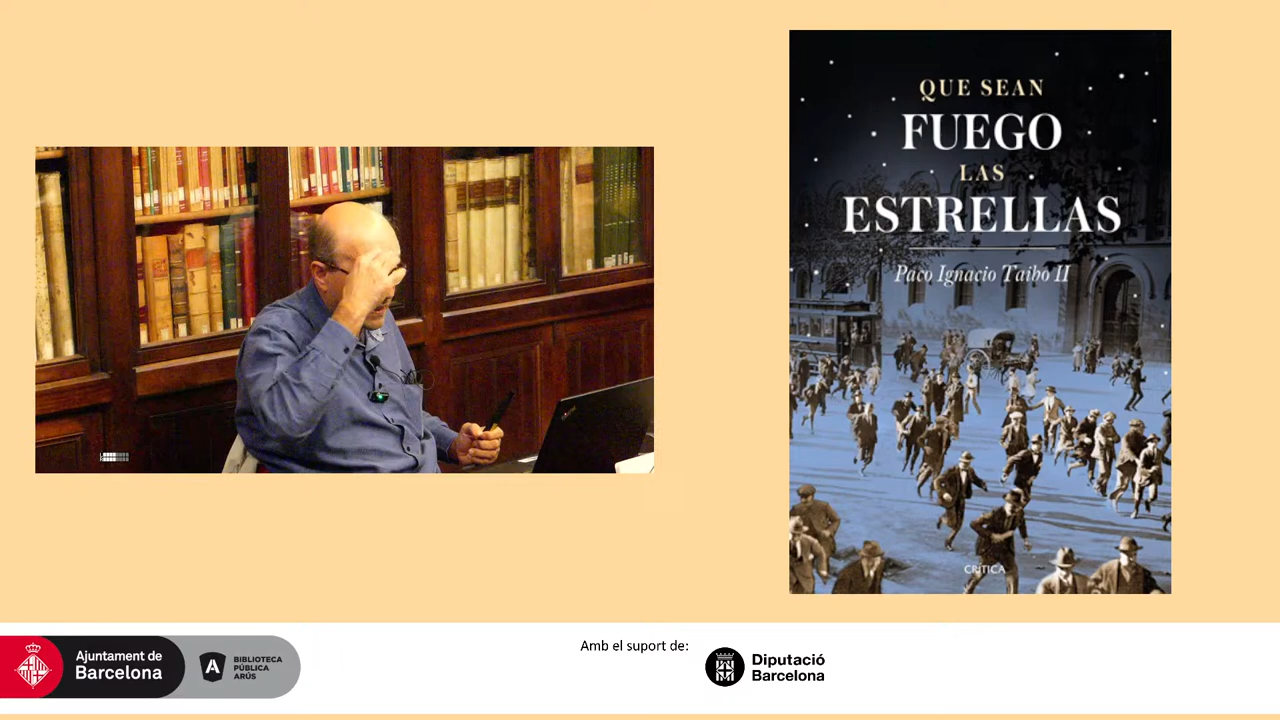 QUE SEAN
FUEGO
LAS
ESTRELLAS
Paco Ignacio Taibo II
CRÍTICA
Ajuntament de
Barcelona
A
BIBLIOTECA
PÚBLICA
ARÚS
Amb el suport de:
Diputació
Barcelona